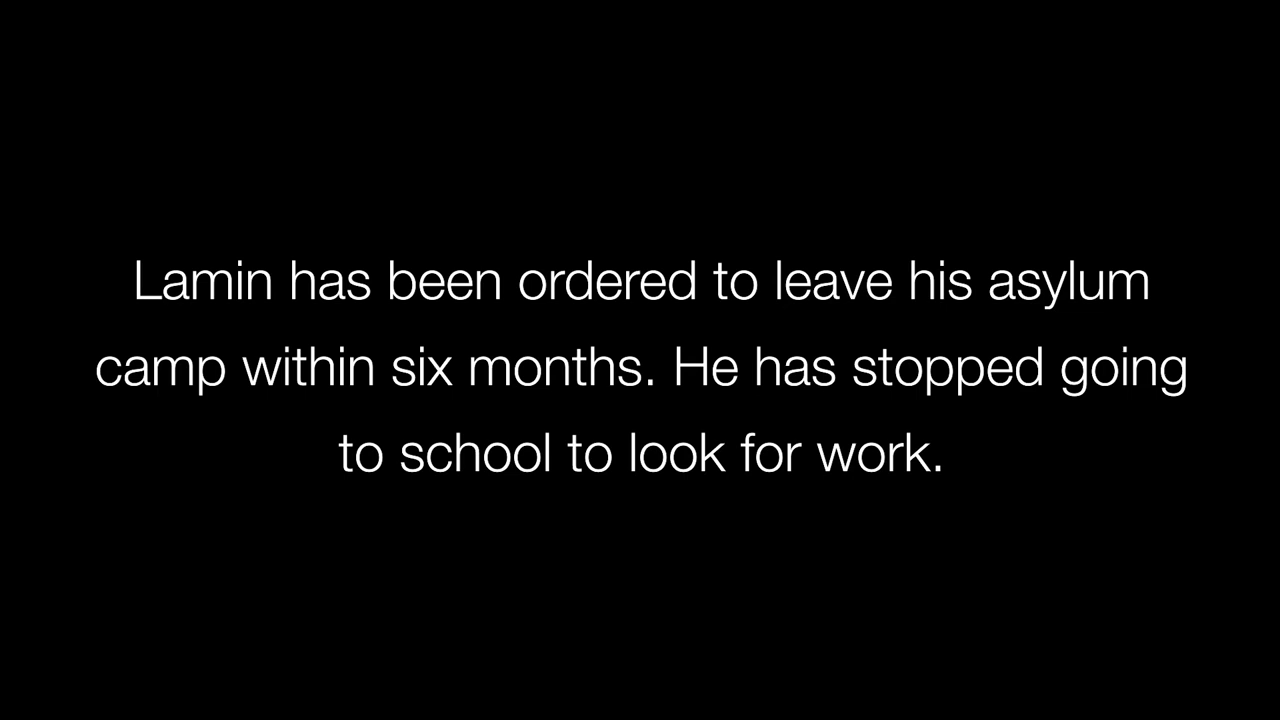 Lamin has been ordered to leave his asylum
camp within six months. He has stopped going
to school to look for work.